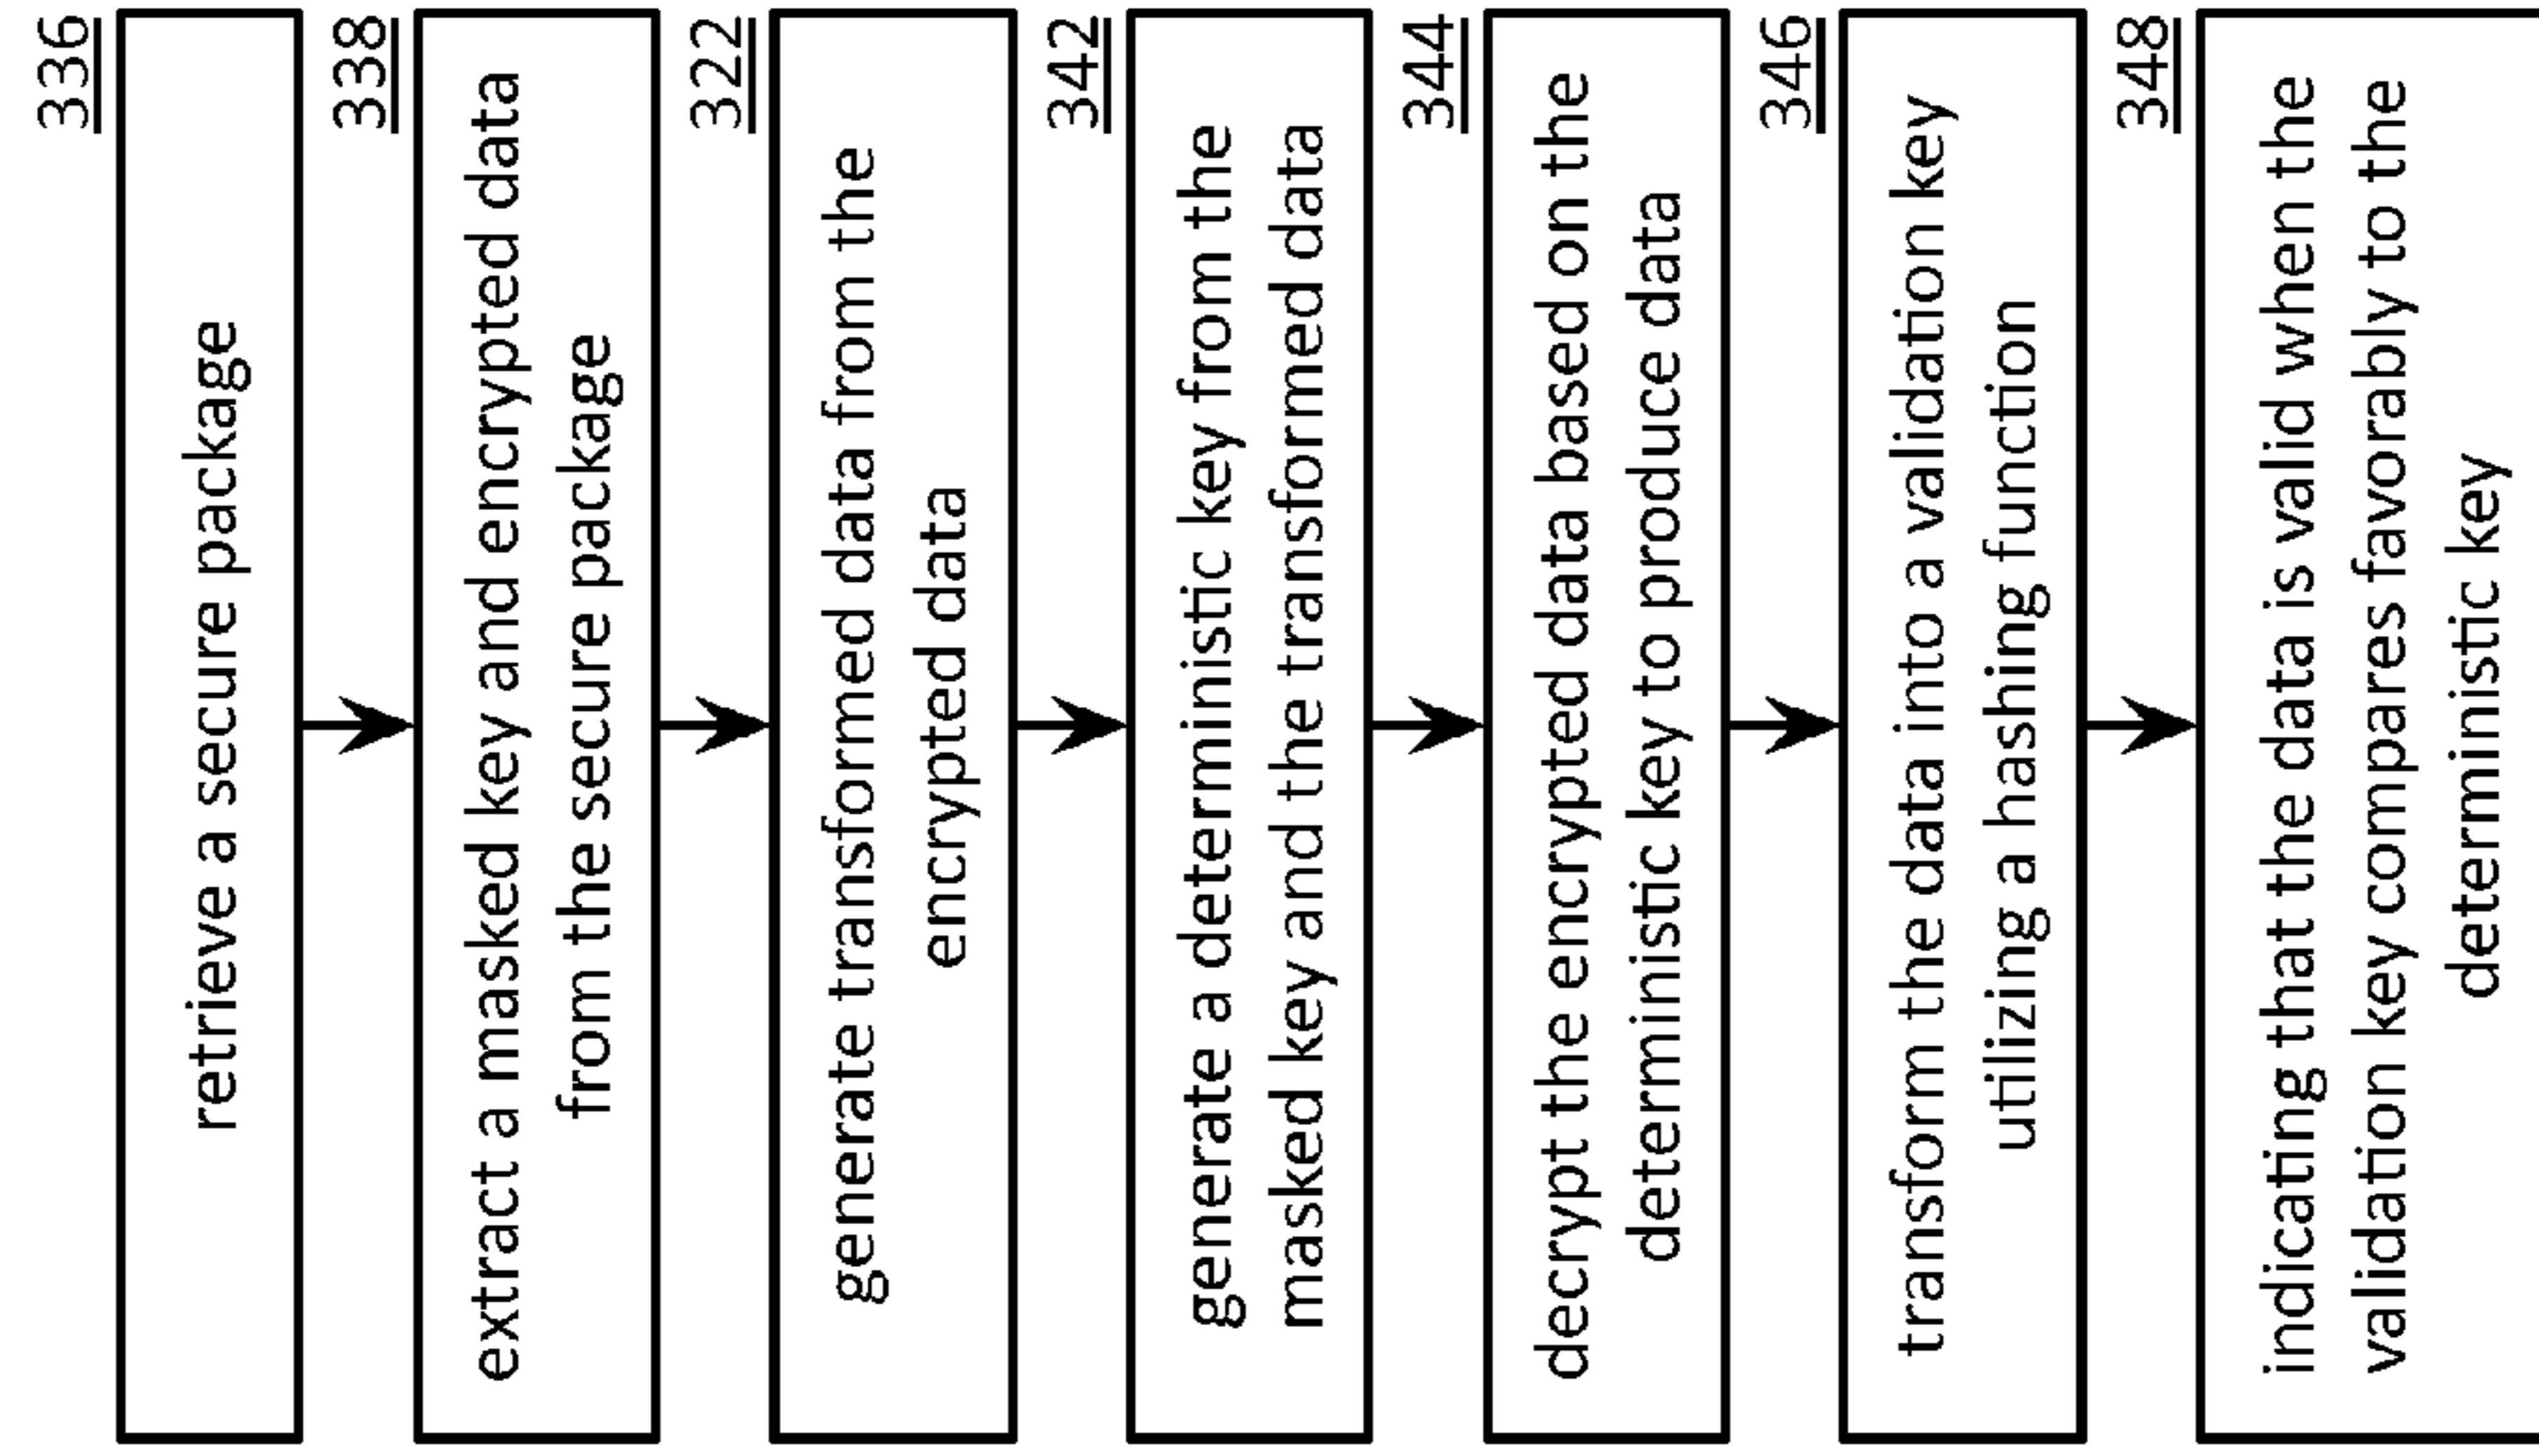 336
retrieve a secure package
338
extract a masked key and encrypted data
from the secure package
322
generate transformed data from the
encrypted data
342
generate a deterministic key from the
masked key and the transformed data
344
decrypt the encrypted data based on the
deterministic key to produce data
346
transform the data into a validation key
utilizing a hashing function
348
indicating that the data is valid when the
validation key compares favorably to the
deterministic key